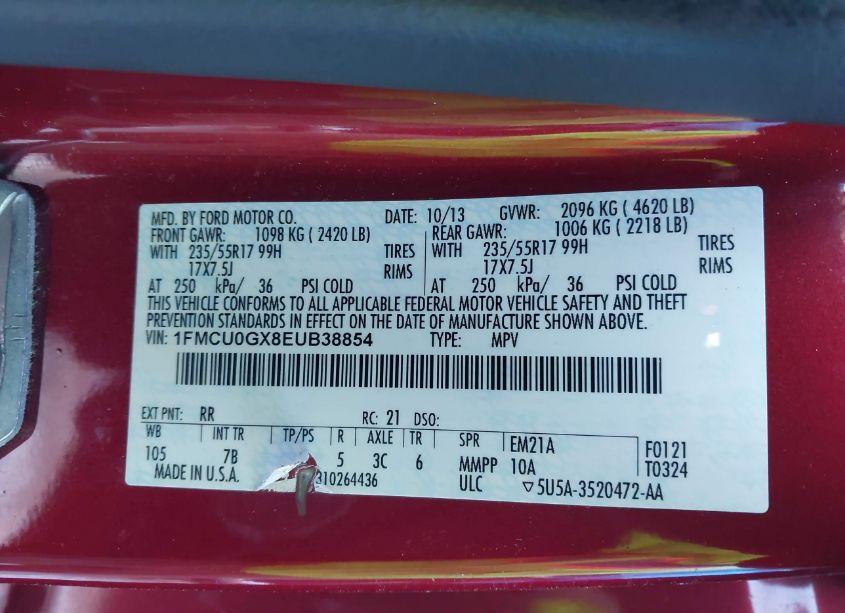 MFD. BY FORD MOTOR CO. DATE: 10/13 GVWR: 2096 KG ( 4620 LB)
FRONT GAWR: 1098 KG ( 2420 LB) REAR GAWR: 1006 KG ( 2218 LB)
WITH 235/55R17 99H TIRES WITH 235/55R17 99H TIRES
17X7.5J RIMS 17X7.5J RIMS
AT 250 kPa/ 36 PSI COLD AT 250 kPa/ 36 PSI COLD
THIS VEHICLE CONFORMS TO ALL APPLICABLE FEDERAL MOTOR VEHICLE SAFETY AND THEFT
PREVENTION STANDARDS IN EFFECT ON THE DATE OF MANUFACTURE SHOWN ABOVE.
VIN: 1FMCU0GX8EUB38854 TYPE: MPV
EXT PNT: RR RC: 21 DSO:
WB INT TR TP/PS R AXLE TR SPR EM21A F0121
105 7B 5 3C 6 MMPP 10A T0324
MADE IN U.S.A. 310264436 ULC ▽5U5A-3520472-AA